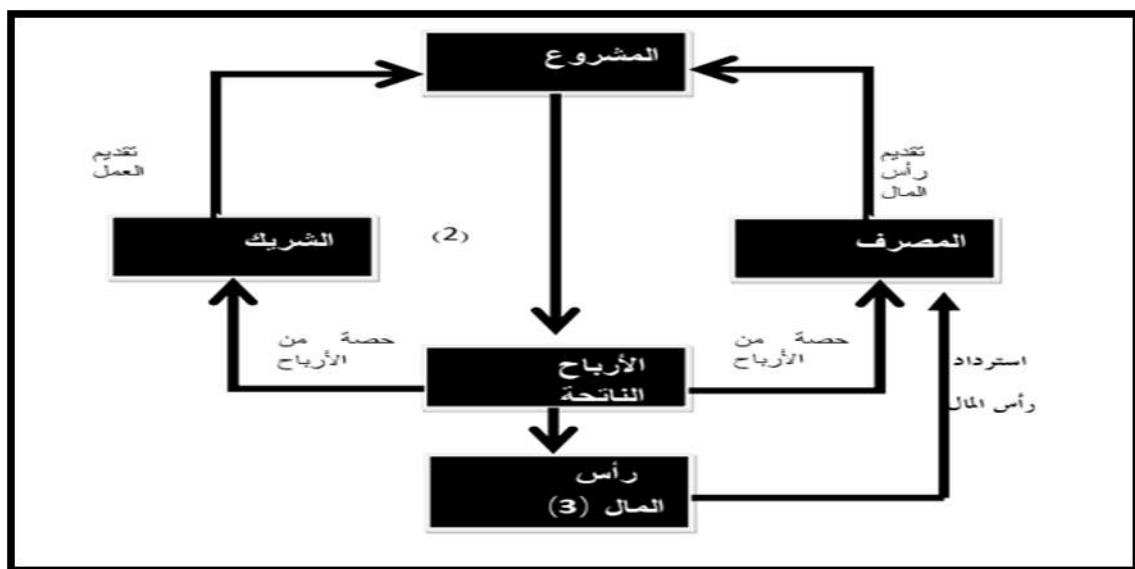 المشروع
تقديم
رأس
المال
تقديم
العمل
المصرف
(2)
الشريك
حصة من
الأرباح
حصة من
الأرباح
استرداد
رأس المال
الأرباح
الناتحة
رأس
المال (3)